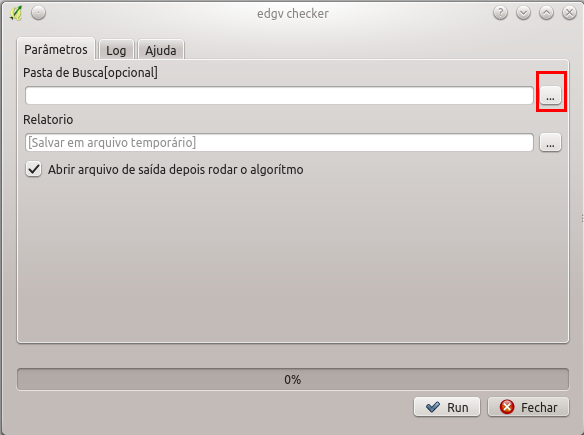 edgv checker
Parâmetros Log Ajuda
Pasta de Busca[opcional]
...
Relatorio
[Salvar em arquivo temporário] ...
Abrir arquivo de saída depois rodar o algorítmo
0%
Run Fechar